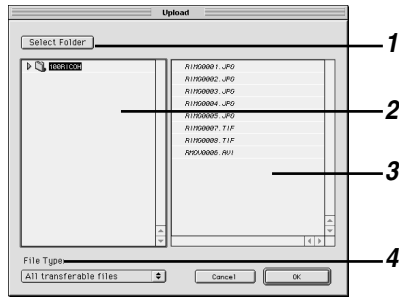 Upload
Select Folder
1
100RICOH
RIMG0001.JPG
RIMG0002.JPG
RIMG0003.JPG
RIMG0004.JPG
RIMG0005.JPG
RIMG0007.TIF
RIMG0008.TIF
RMOV0006.AVI
2
3
File Type:
4
All transferable files
Cancel
OK